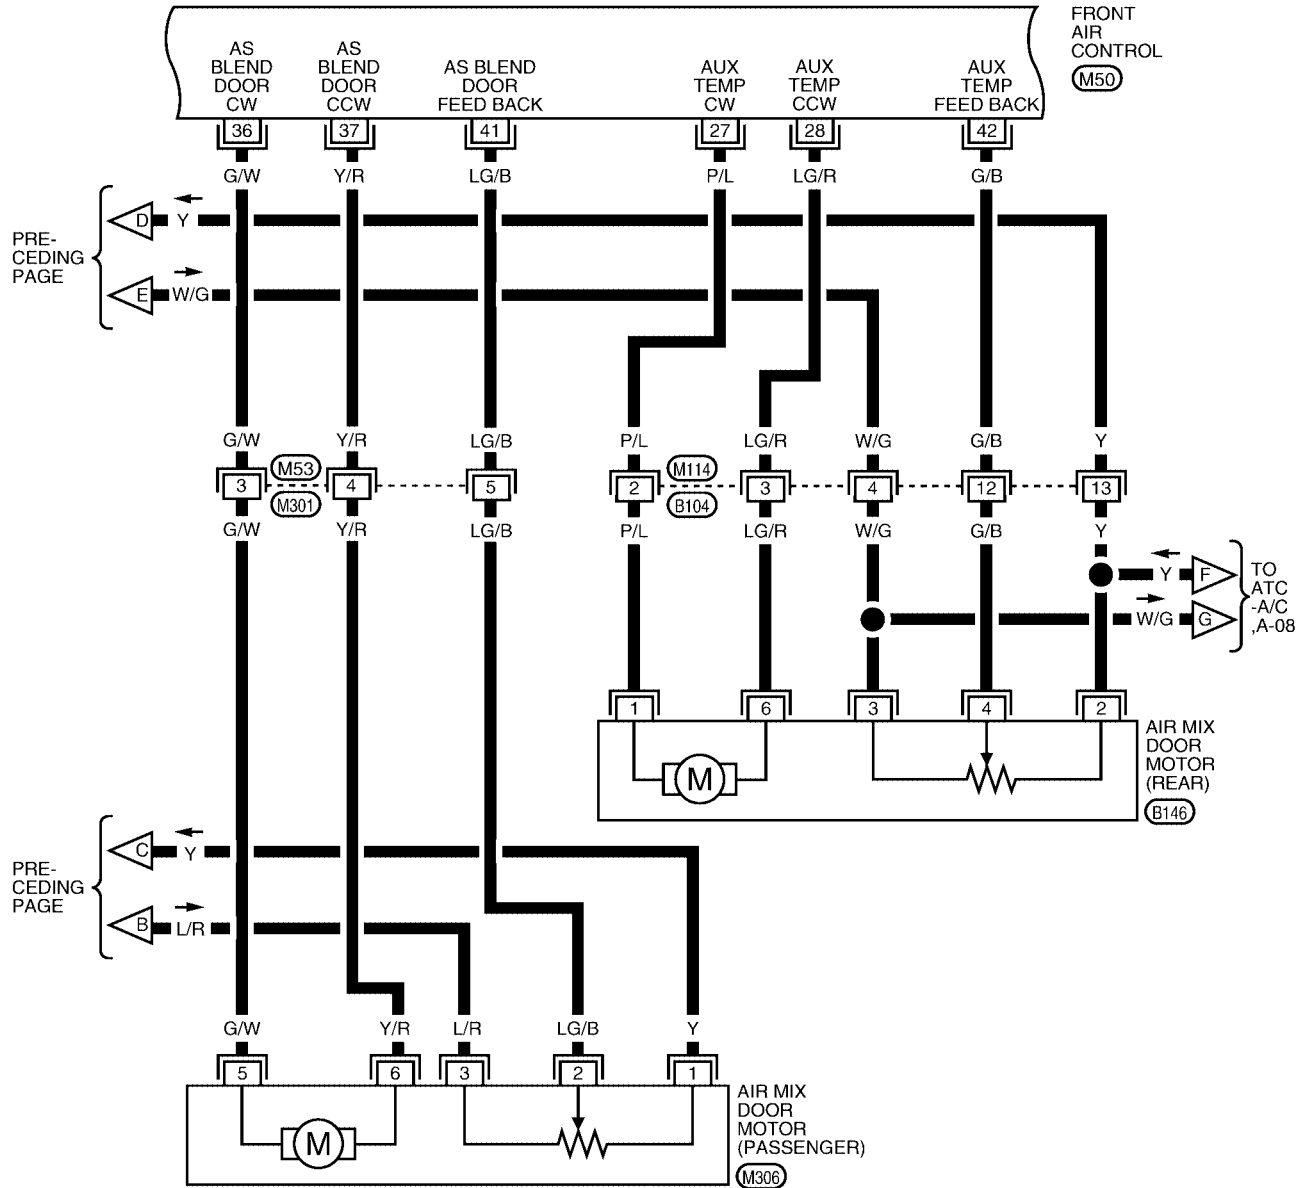 FRONT
AIR
CONTROL
M50
AS
BLEND
DOOR
CW
AS
BLEND
DOOR
CCW
AS BLEND
DOOR
FEED BACK
AUX
TEMP
CW
AUX
TEMP
CCW
AUX
TEMP
FEED BACK
36 37 41 27 28 42
G/W Y/R LG/B P/L LG/R G/B
PRE-
CEDING
PAGE
D Y
E W/G
G/W Y/R LG/B P/L LG/R W/G G/B Y
M53
M114
3 4 5 2 3 4 12 13
M301
B104
G/W Y/R LG/B P/L LG/R W/G G/B Y
Y F
W/G G
TO
ATC
-A/C
,A-08
1 6 3 4 2
M
AIR MIX
DOOR
MOTOR
(REAR)
B146
PRE-
CEDING
PAGE
C Y
B L/R
G/W Y/R L/R LG/B Y
5 6 3 2 1
M
AIR MIX
DOOR
MOTOR
(PASSENGER)
M306